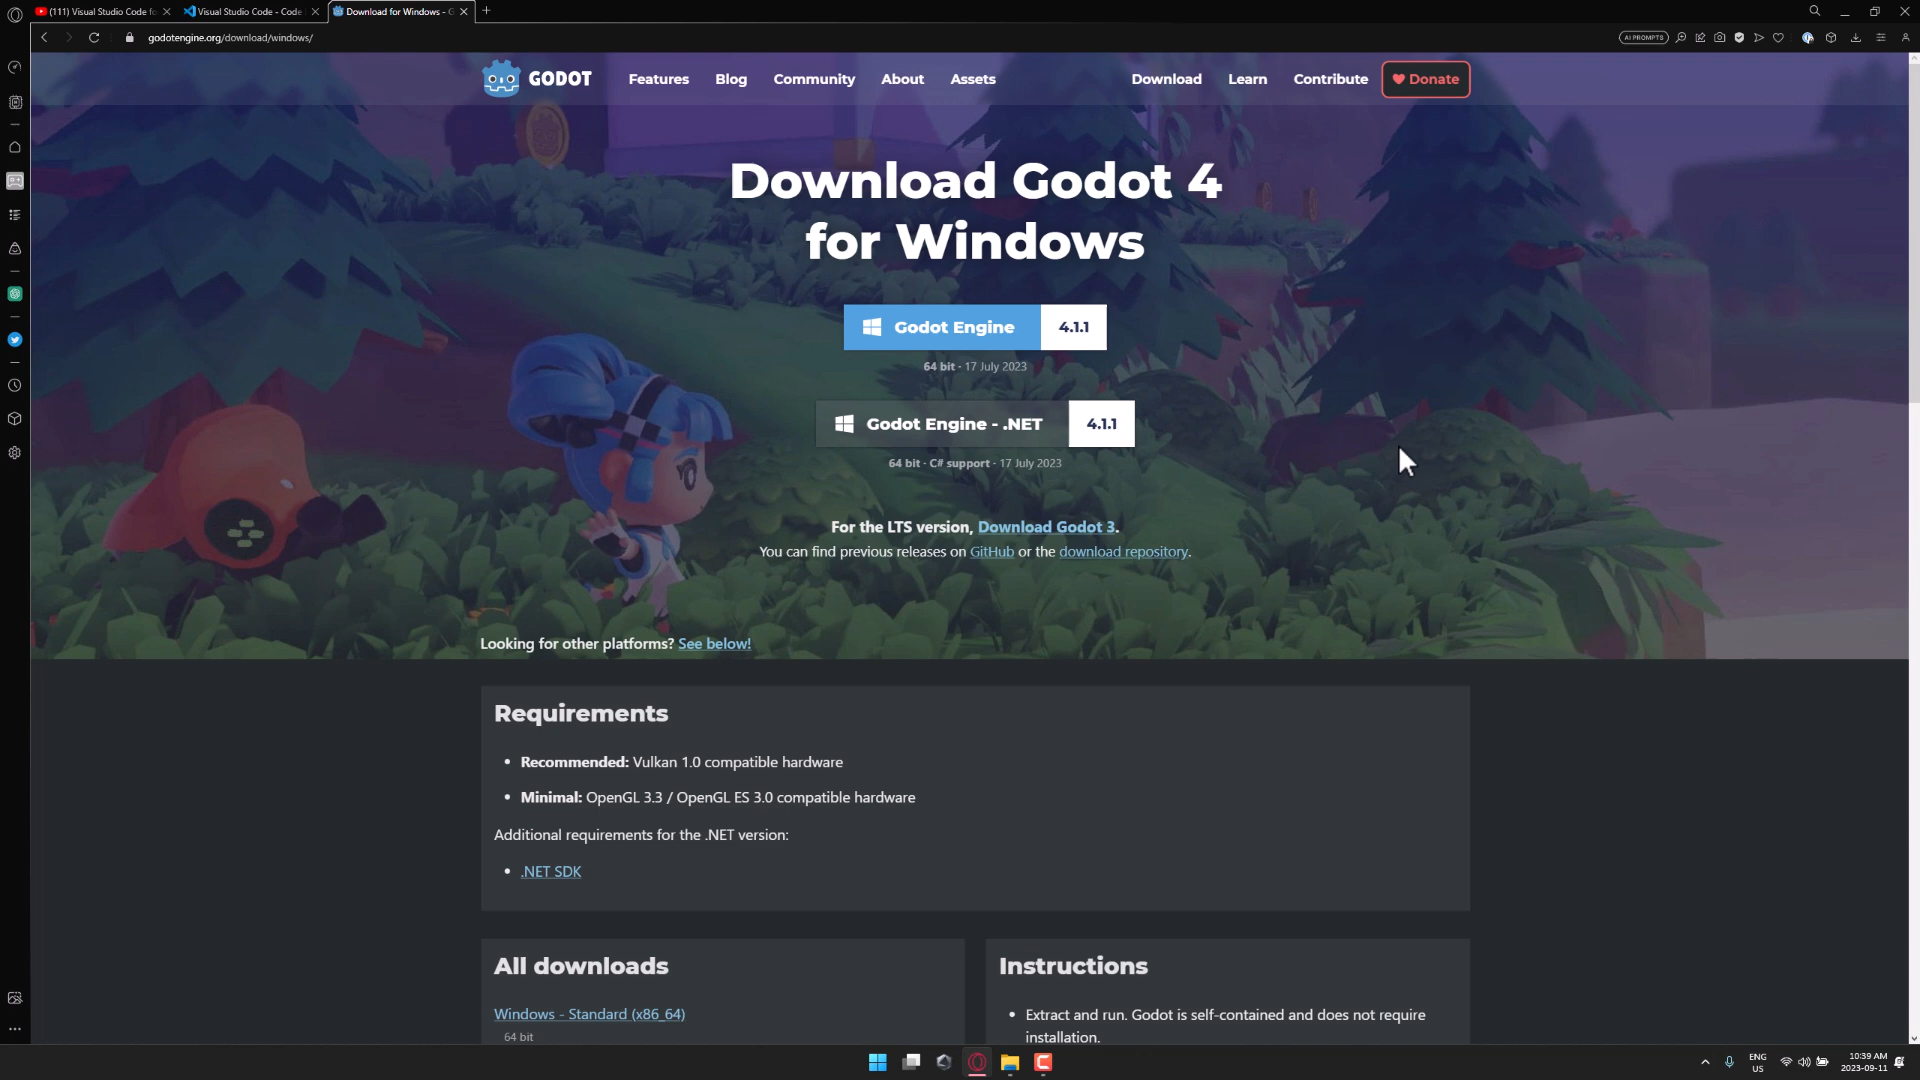 (111) Visual Studio Code fo
Visual Studio Code - Code
Download for Windows - G
godotengine.org/download/windows/
AI PROMPTS
GODOT
Features
Blog
Community
About
Assets
Download
Learn
Contribute
Donate
Download Godot 4
for Windows
Godot Engine 4.1.1
64 bit - 17 July 2023
Godot Engine - .NET 4.1.1
64 bit - C# support - 17 July 2023
For the LTS version, Download Godot 3.
You can find previous releases on GitHub or the download repository.
Looking for other platforms? See below!
Requirements
Recommended: Vulkan 1.0 compatible hardware
Minimal: OpenGL 3.3 / OpenGL ES 3.0 compatible hardware
Additional requirements for the .NET version:
.NET SDK
All downloads
Windows - Standard (x86_64)
64 bit
Instructions
Extract and run. Godot is self-contained and does not require
installation.
ENG
US
10:39 AM
2023-09-11